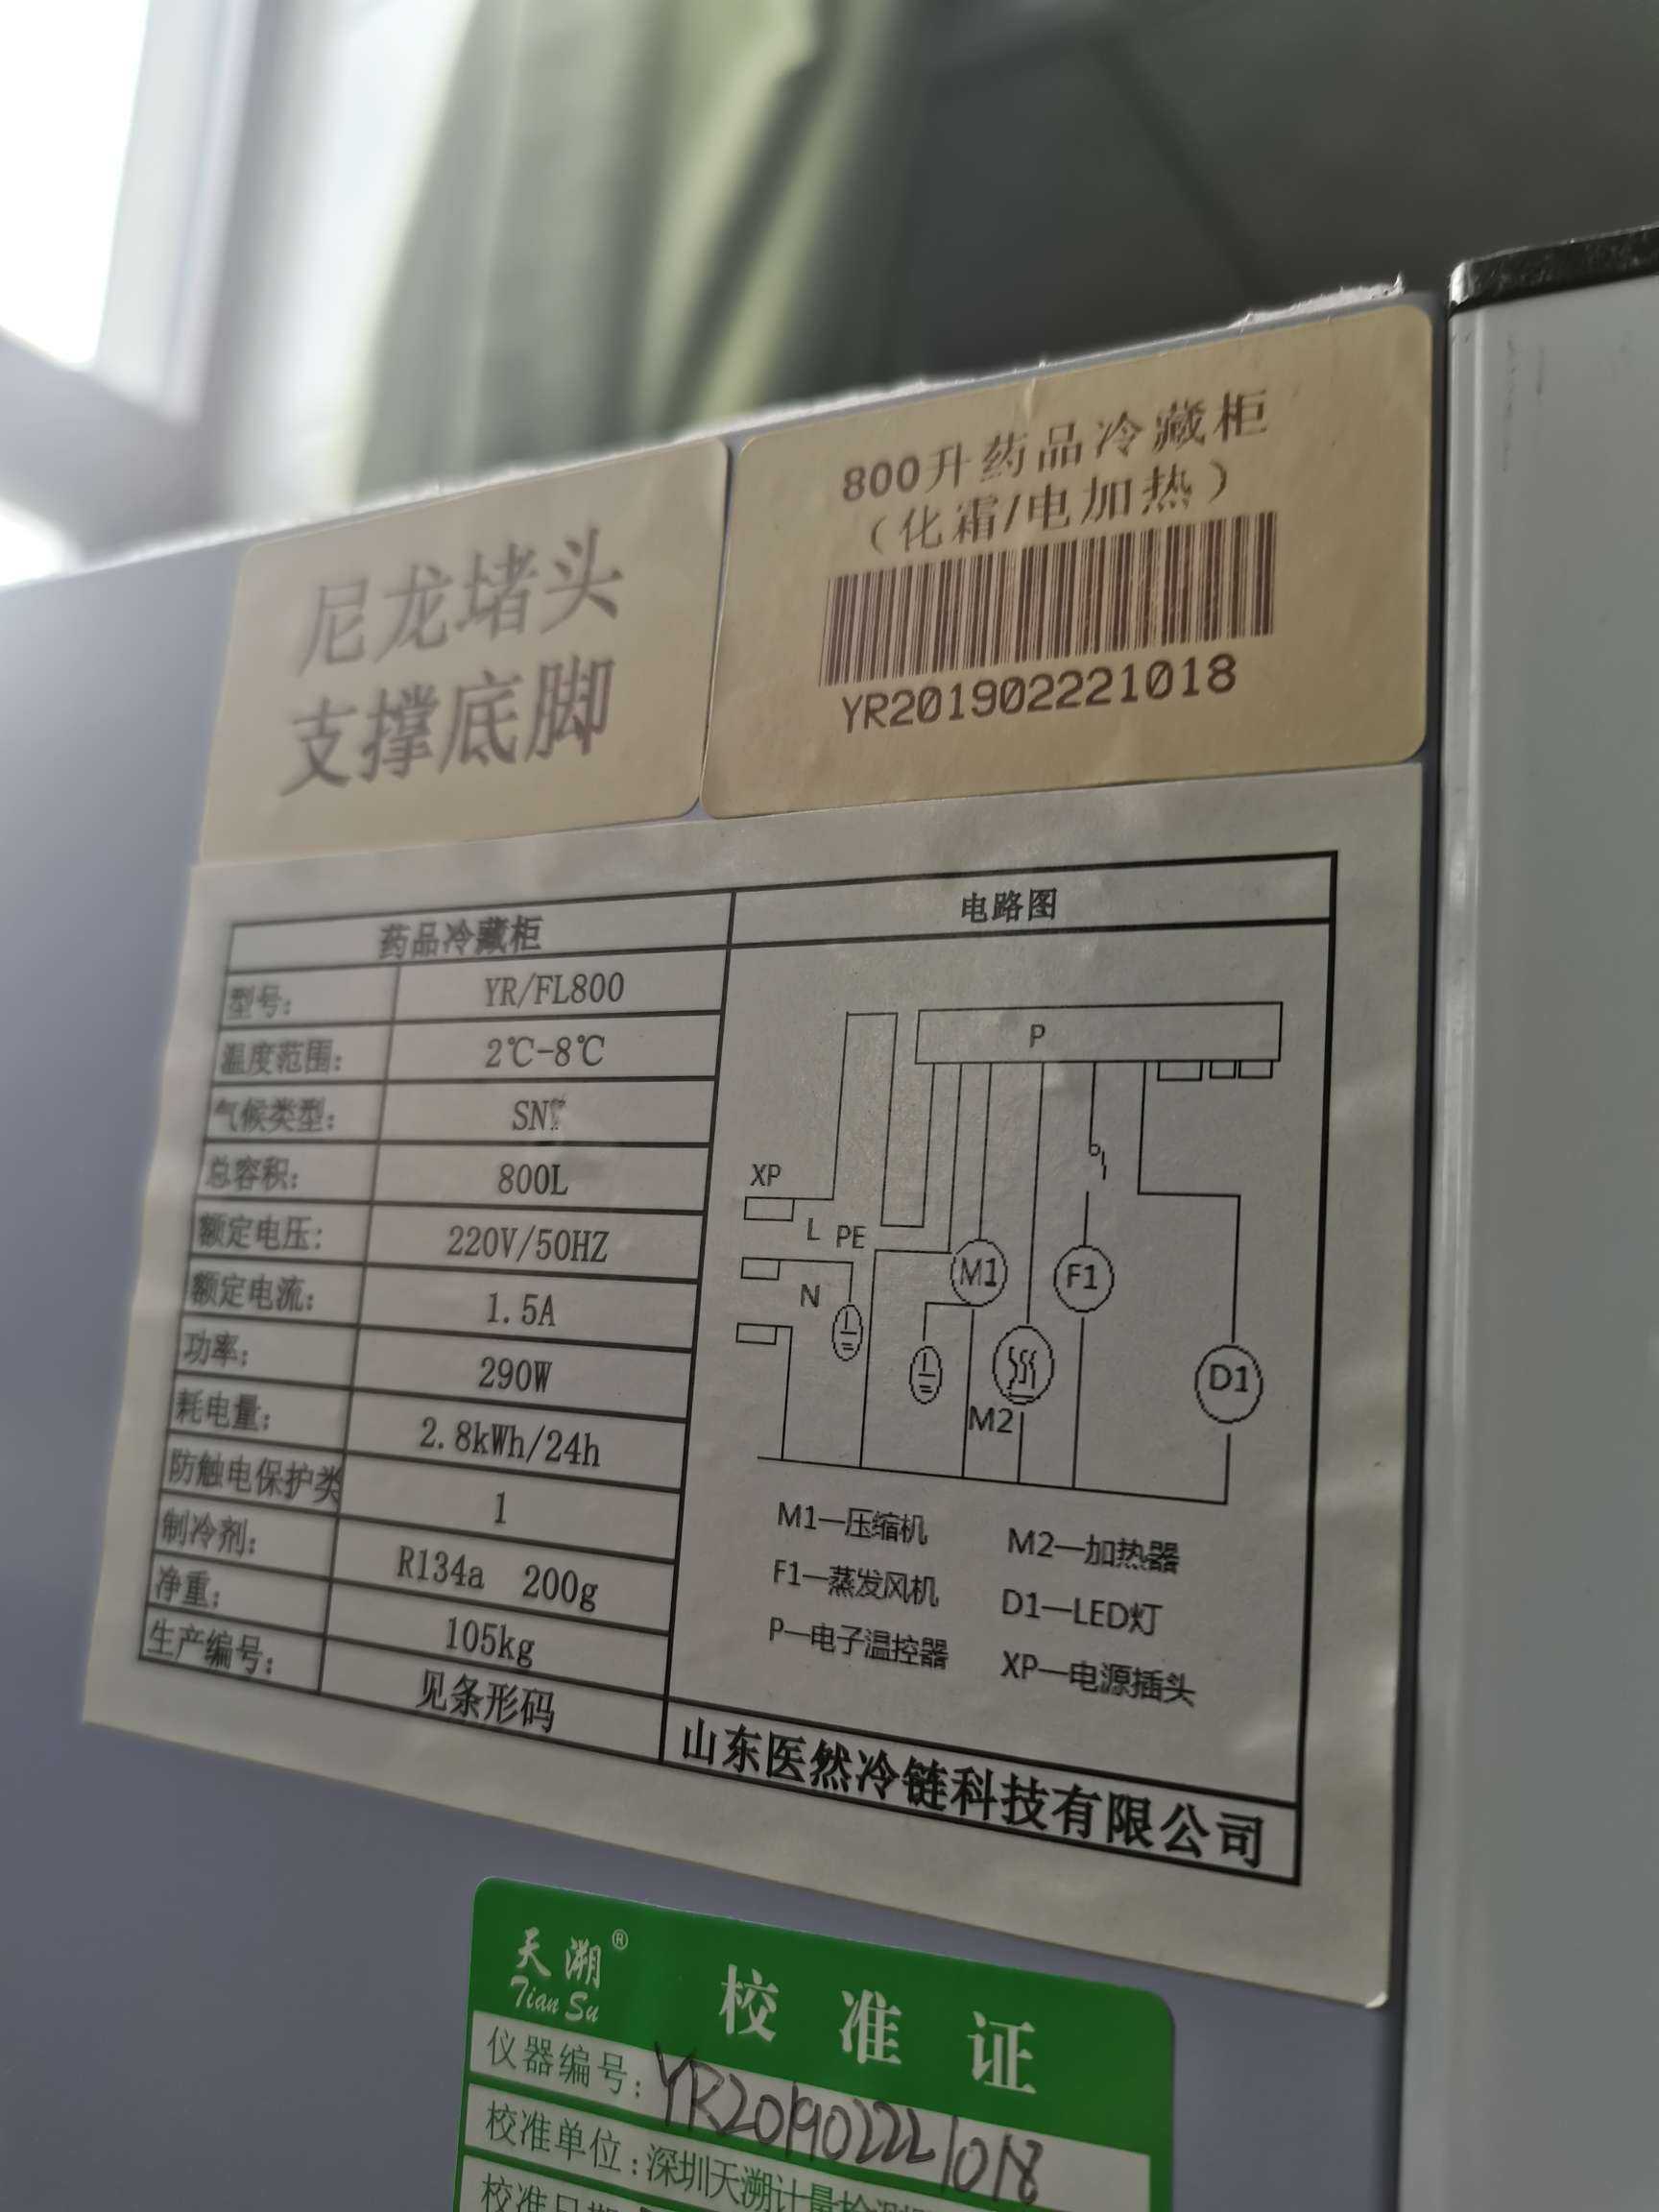 尼龙堵头
支撑底脚
800升药品冷藏柜
（化霜/电加热）
YR201902221018
药品冷藏柜
型号: YR/FL800
温度范围: 2℃-8℃
气候类型: SN
总容积: 800L
额定电压: 220V/50HZ
额定电流: 1.5A
功率: 290W
耗电量: 2.8kWh/24h
防触电保护类 1
制冷剂: R134a 200g
净重: 105kg
生产编号: 见条形码
电路图
P
XP
L PE
N
M1
F1
M2
D1
M1—压缩机 M2—加热器
F1—蒸发风机 D1—LED灯
P—电子温控器 XP—电源插头
山东医然冷链科技有限公司
天溯®
Tian Su
校准证
仪器编号: YR201902221018
校准单位: 深圳天溯计量检测
校准日期